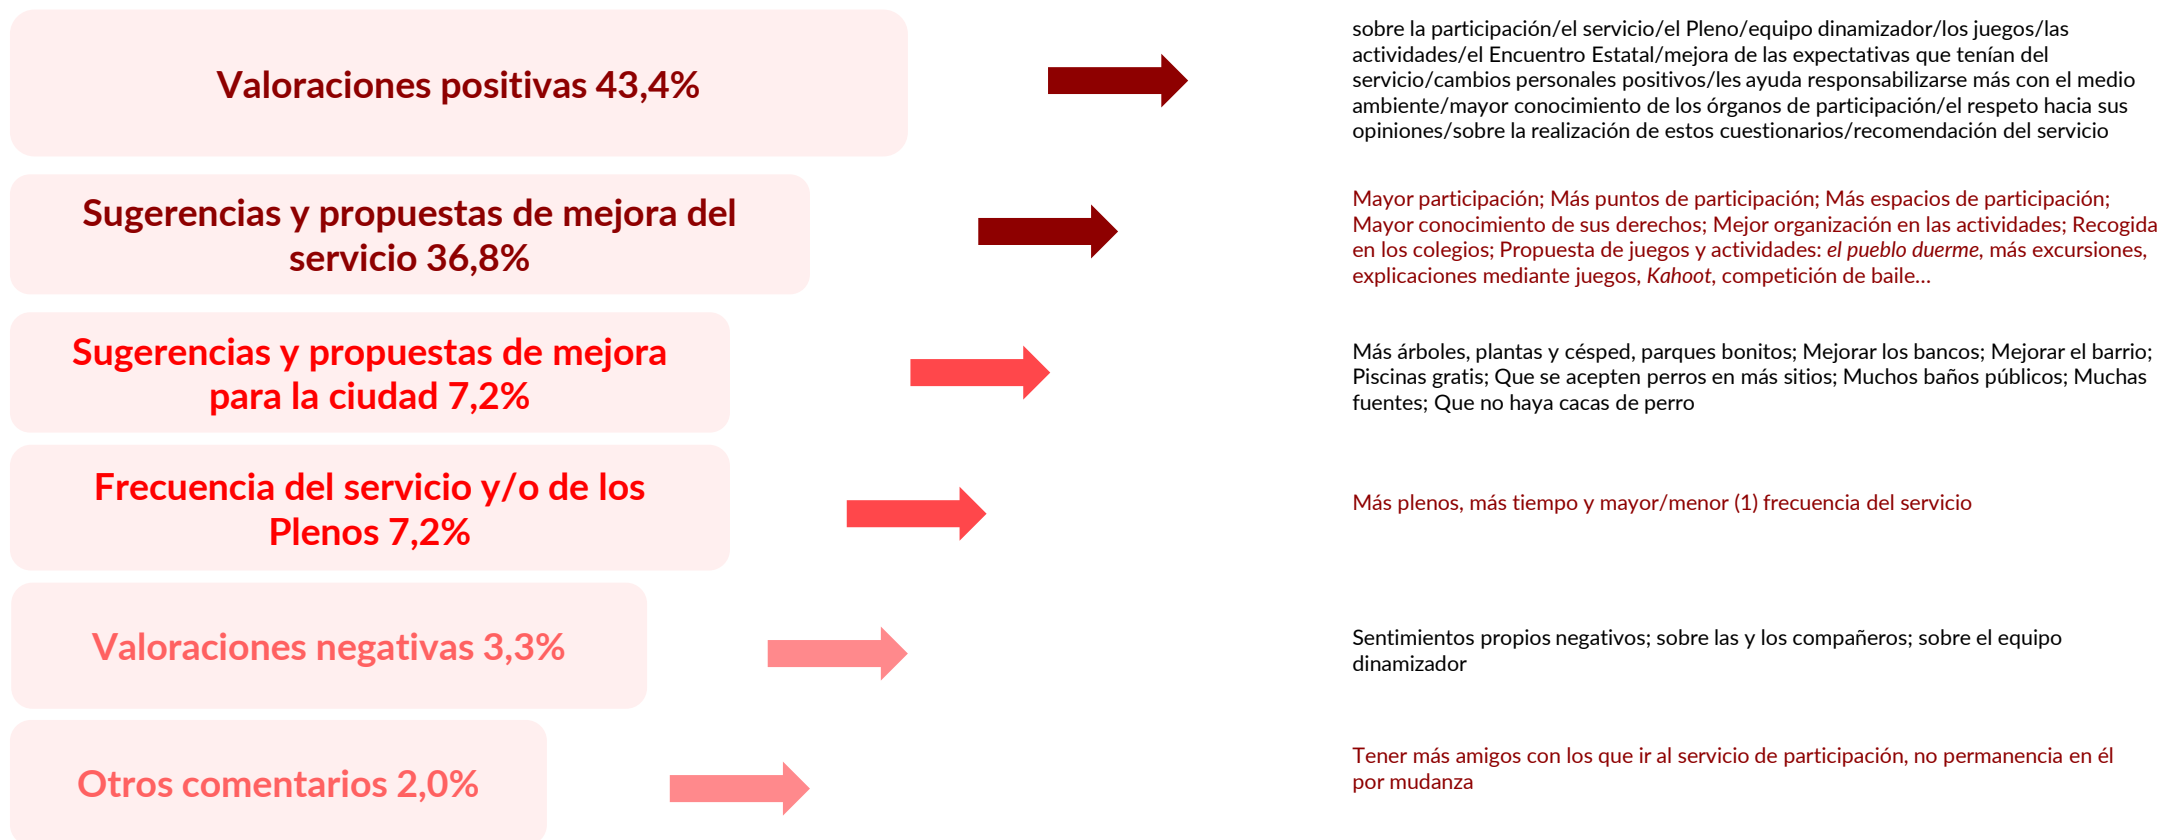 Valoraciones positivas 43,4%
sobre la participación/el servicio/el Pleno/equipo dinamizador/los juegos/las
actividades/el Encuentro Estatal/mejora de las expectativas que tenían del
servicio/cambios personales positivos/les ayuda responsabilizarse más con el medio
ambiente/mayor conocimiento de los órganos de participación/el respeto hacia sus
opiniones/sobre la realización de estos cuestionarios/recomendación del servicio
Sugerencias y propuestas de mejora del
servicio 36,8%
Mayor participación; Más puntos de participación; Más espacios de participación;
Mayor conocimiento de sus derechos; Mejor organización en las actividades; Recogida
en los colegios; Propuesta de juegos y actividades: el pueblo duerme, más excursiones,
explicaciones mediante juegos, Kahoot, competición de baile...
Sugerencias y propuestas de mejora
para la ciudad 7,2%
Más árboles, plantas y césped, parques bonitos; Mejorar los bancos; Mejorar el barrio;
Piscinas gratis; Que se acepten perros en más sitios; Muchos baños públicos; Muchas
fuentes; Que no haya cacas de perro
Frecuencia del servicio y/o de los
Plenos 7,2%
Más plenos, más tiempo y mayor/menor (1) frecuencia del servicio
Valoraciones negativas 3,3%
Sentimientos propios negativos; sobre las y los compañeros; sobre el equipo
dinamizador
Otros comentarios 2,0%
Tener más amigos con los que ir al servicio de participación, no permanencia en él
por mudanza